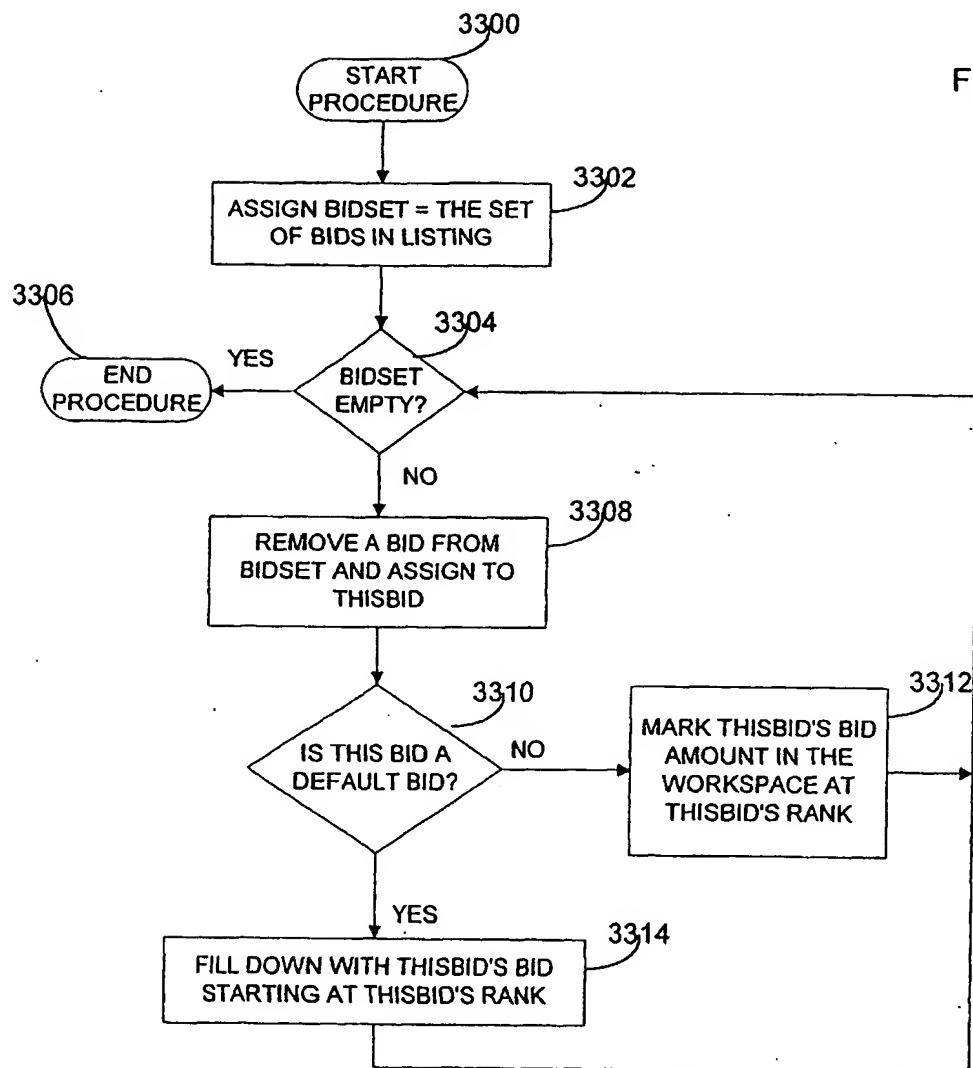 3300
START
PROCEDURE
F
3302
ASSIGN BIDSET = THE SET
OF BIDS IN LISTING
3306
3304
YES
END
PROCEDURE
BIDSET
EMPTY?
NO
3308
REMOVE A BID FROM
BIDSET AND ASSIGN TO
THISBID
3310
3312
IS THIS BID A
DEFAULT BID?
NO
MARK THISBID'S BID
AMOUNT IN THE
WORKSPACE AT
THISBID'S RANK
YES
3314
FILL DOWN WITH THISBID'S BID
STARTING AT THISBID'S RANK